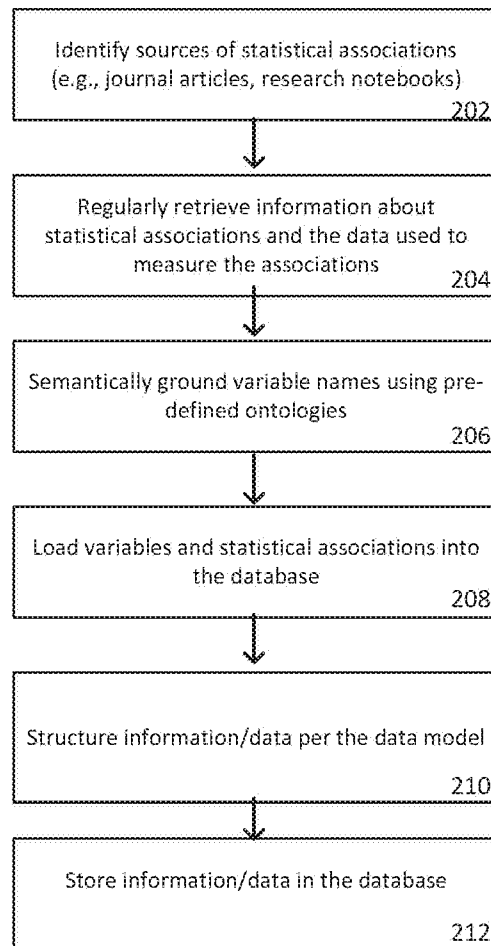 Identify sources of statistical associations
(e.g., journal articles, research notebooks)
202
Regularly retrieve information about
statistical associations and the data used to
measure the associations
204
Semantically ground variable names using pre-
defined ontologies
206
Load variables and statistical associations into
the database
208
Structure information/data per the data model
210
Store information/data in the database
212